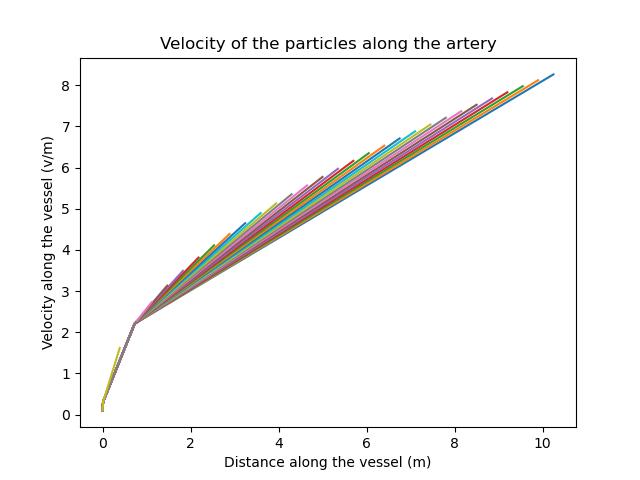 Velocity of the particles along the artery
Velocity along the vessel (v/m)
8
7
6
5
4
3
2
1
0
0 2 4 6 8 10
Distance along the vessel (m)